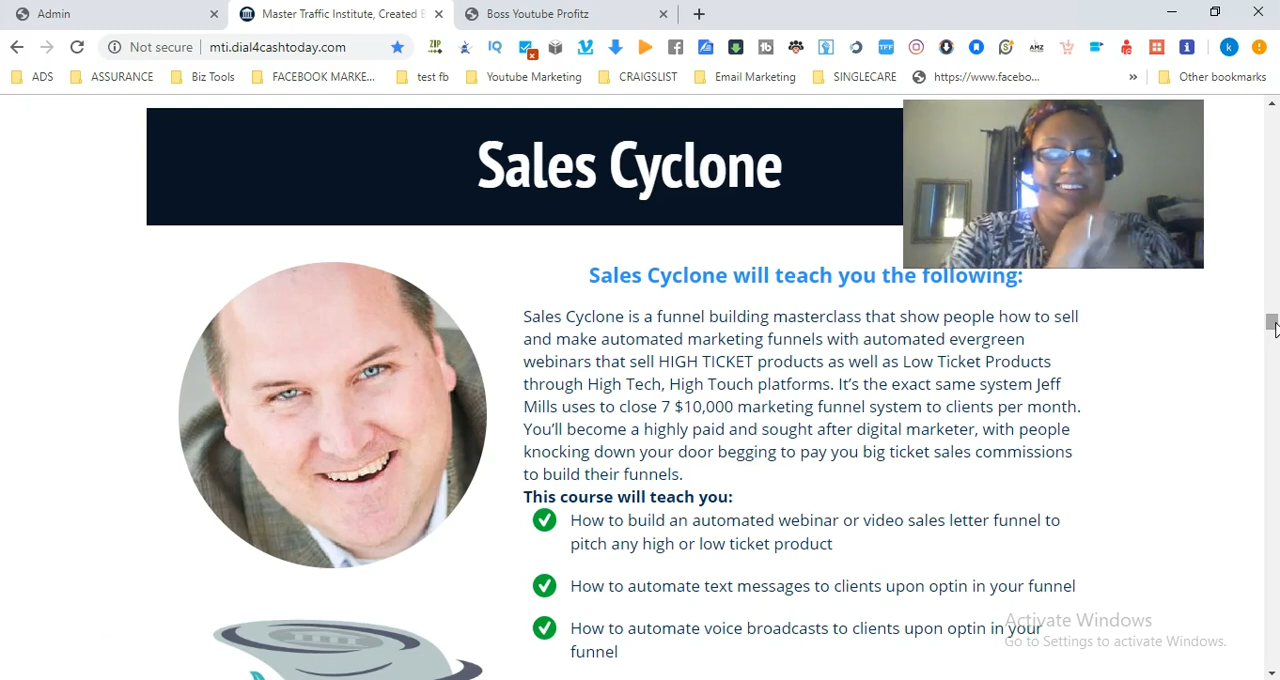 Admin
Master Traffic Institute, Created B
Boss Youtube Profitz
Not secure
mti.dial4cashtoday.com
ADS
ASSURANCE
Biz Tools
FACEBOOK MARKE...
test fb
Youtube Marketing
CRAIGSLIST
Email Marketing
SINGLECARE
https://www.facebo...
»
Other bookmarks
ZIP
IQ
TFF
AMZ
k
Sales Cyclone
Sales Cyclone will teach you the following:
Sales Cyclone is a funnel building masterclass that show people how to sell
and make automated marketing funnels with automated evergreen
webinars that sell HIGH TICKET products as well as Low Ticket Products
through High Tech, High Touch platforms. It's the exact same system Jeff
Mills uses to close 7 $10,000 marketing funnel system to clients per month.
You'll become a highly paid and sought after digital marketer, with people
knocking down your door begging to pay you big ticket sales commissions
to build their funnels.
This course will teach you:
How to build an automated webinar or video sales letter funnel to
pitch any high or low ticket product
How to automate text messages to clients upon optin in your funnel
How to automate voice broadcasts to clients upon optin in your
funnel
Activate Windows
Go to Settings to activate Windows.